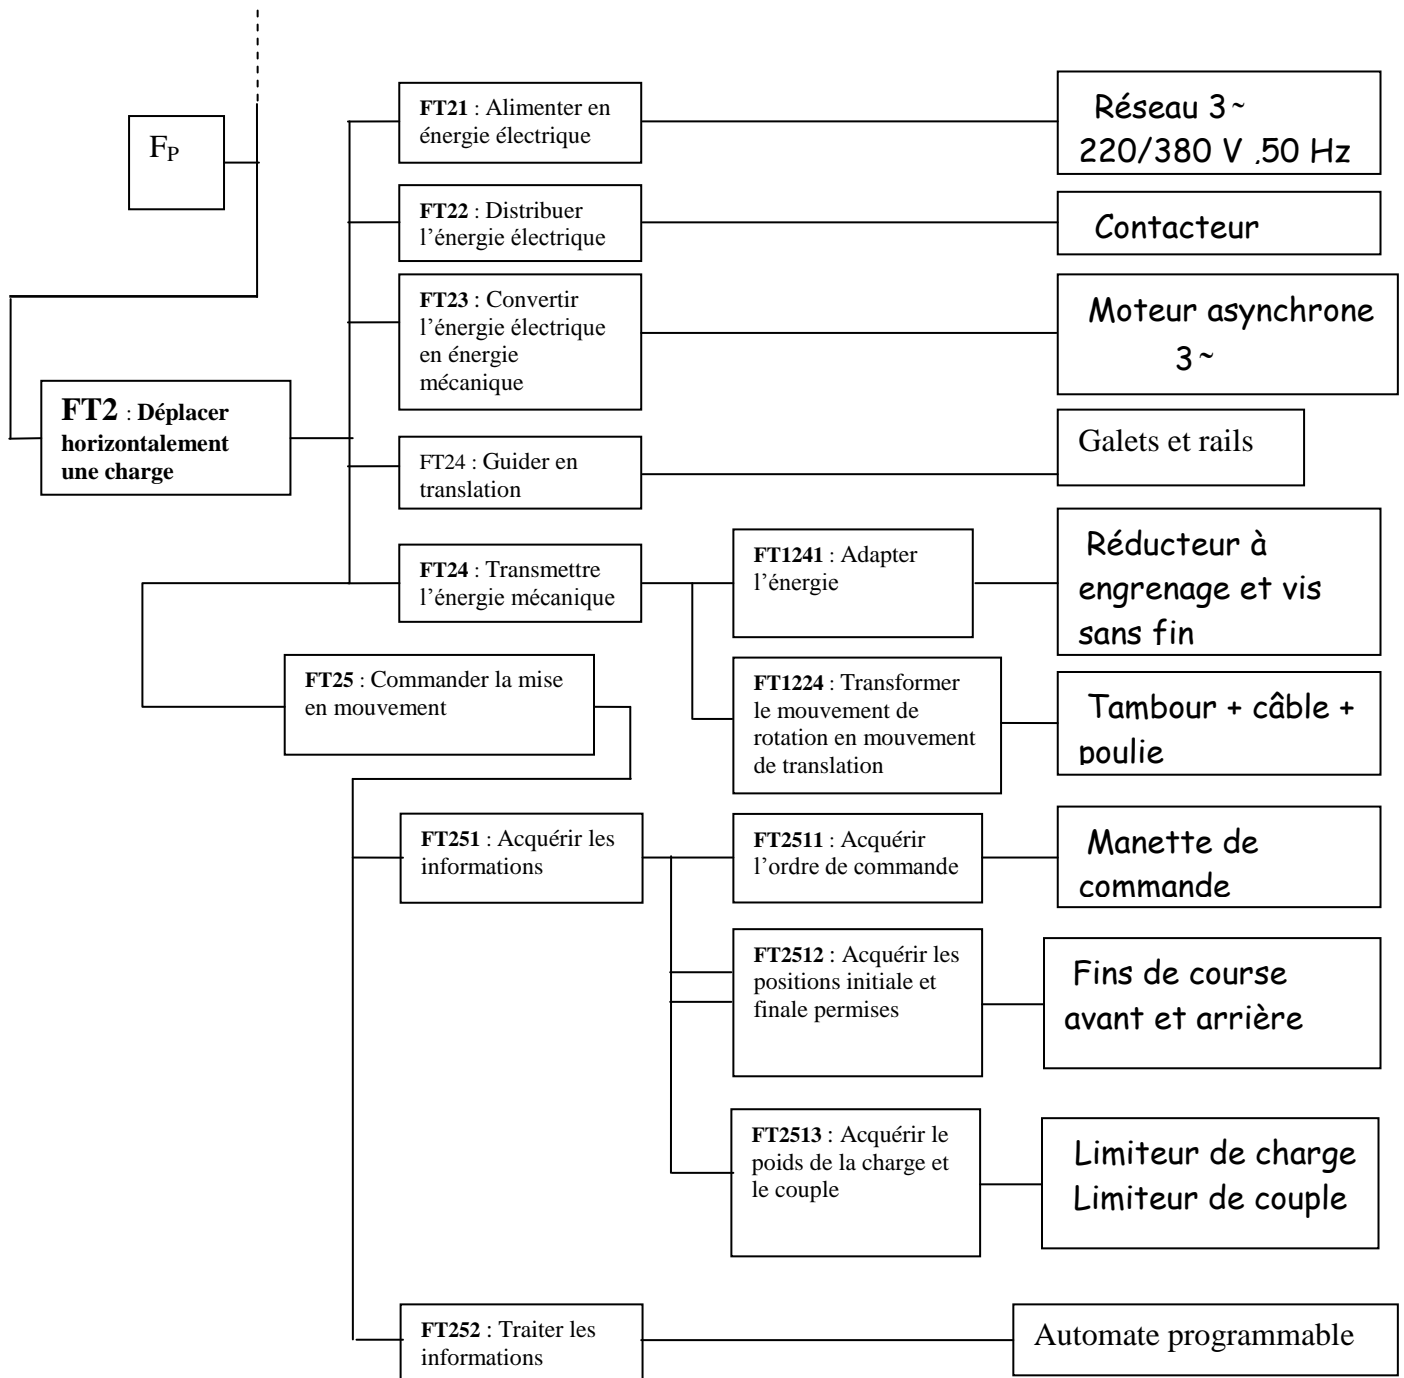 F_P
FT21 : Alimenter en
énergie électrique
Réseau 3~
220/380 V .50 Hz
FT22 : Distribuer
l’énergie électrique
Contacteur
FT23 : Convertir
l’énergie électrique
en énergie
mécanique
Moteur asynchrone
3~
FT2 : Déplacer
horizontalement
une charge
FT24 : Guider en
translation
Galets et rails
FT24 : Transmettre
l’énergie mécanique
FT1241 : Adapter
l’énergie
Réducteur à
engrenage et vis
sans fin
FT25 : Commander la mise
en mouvement
FT1224 : Transformer
le mouvement de
rotation en mouvement
de translation
Tambour + câble +
poulie
FT251 : Acquérir les
informations
FT2511 : Acquérir
l’ordre de commande
Manette de
commande
FT2512 : Acquérir les
positions initiale et
finale permises
Fins de course
avant et arrière
FT2513 : Acquérir le
poids de la charge et
le couple
Limiteur de charge
Limiteur de couple
FT252 : Traiter les
informations
Automate programmable